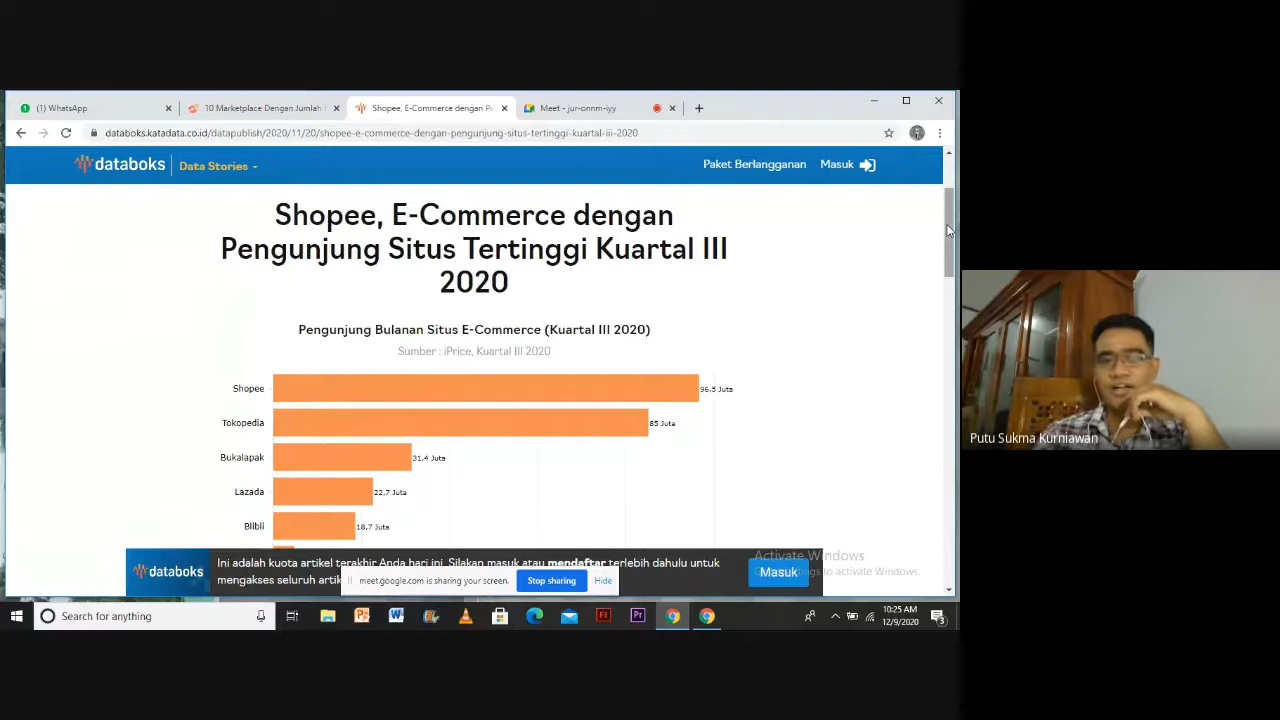 (1) WhatsApp
10 Marketplace Dengan Jumlah
Shopee, E-Commerce dengan Pe
Meet - jur-onnm-iyy
databoks.katadata.co.id/datapublish/2020/11/20/shopee-e-commerce-dengan-pengunjung-situs-tertinggi-kuartal-iii-2020
databoks
Data Stories
Paket Berlangganan
Masuk
Shopee, E-Commerce dengan
Pengunjung Situs Tertinggi Kuartal III
2020
Pengunjung Bulanan Situs E-Commerce (Kuartal III 2020)
Sumber : iPrice, Kuartal III 2020
Shopee
96.5 Juta
Tokopedia
85 Juta
Bukalapak
31.4 Juta
Lazada
22.7 Juta
Blibli
18.7 Juta
databoks
Ini adalah kuota artikel terakhir Anda hari ini. Silakan masuk atau mendaftar terlebih dahulu untuk
mengakses seluruh artik
Masuk
Activate Windows
to activate Windows.
meet.google.com is sharing your screen.
Stop sharing
Hide
Putu Sukma Kurniawan
Search for anything
10:25 AM
12/9/2020
3